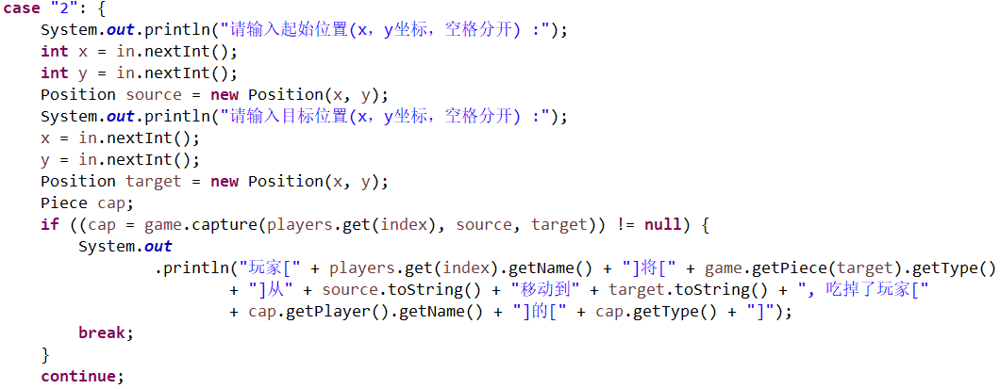 case "2": {
    System.out.println("请输入起始位置(x，y坐标，空格分开) :");
    int x = in.nextInt();
    int y = in.nextInt();
    Position source = new Position(x, y);
    System.out.println("请输入目标位置(x，y坐标，空格分开) :");
    x = in.nextInt();
    y = in.nextInt();
    Position target = new Position(x, y);
    Piece cap;
    if ((cap = game.capture(players.get(index), source, target)) != null) {
        System.out
                .println("玩家[" + players.get(index).getName() + "]将[" + game.getPiece(target).getType()
                        + "]从" + source.toString() + "移动到" + target.toString() + ", 吃掉了玩家["
                        + cap.getPlayer().getName() + "]的[" + cap.getType() + "]");
        break;
    }
    continue;